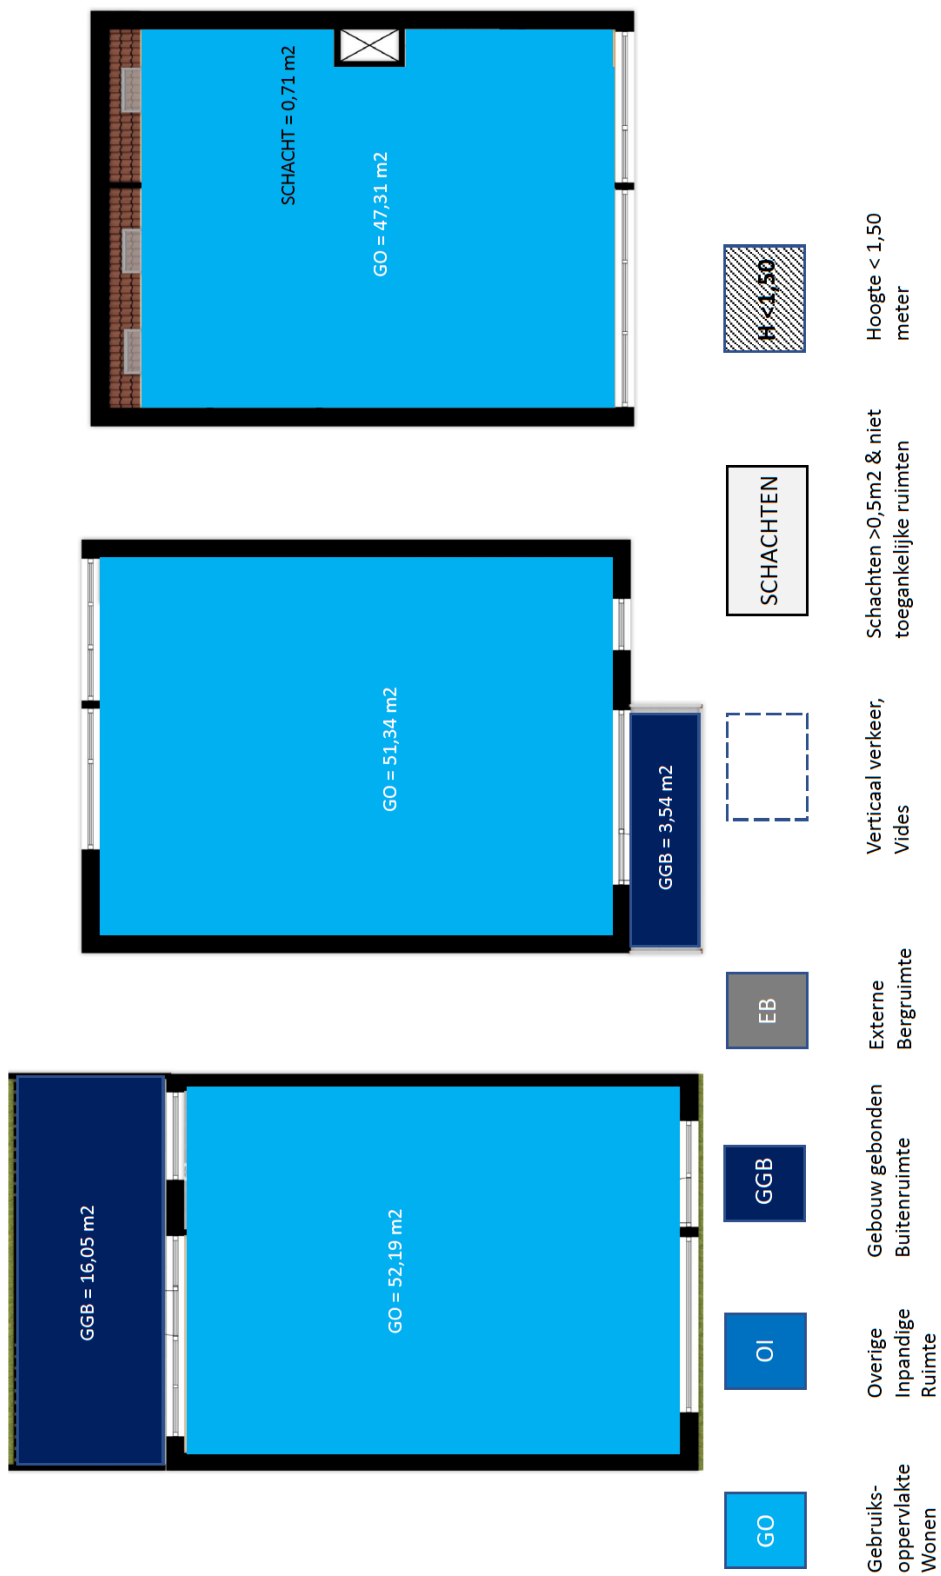 GGB = 16,05 m2
GO = 52,19 m2
GO = 51,34 m2
GGB = 3,54 m2
SCHACHT = 0,71 m2
GO = 47,31 m2
GO
Gebruiks-
oppervlakte
Wonen
OI
Overige
Inpandige
Ruimte
GGB
Gebouw gebonden
Buitenruimte
EB
Externe
Bergruimte
Verticaal verkeer,
Vides
SCHACHTEN
Schachten >0,5m2 & niet
toegankelijke ruimten
H <1,50
Hoogte < 1,50
meter